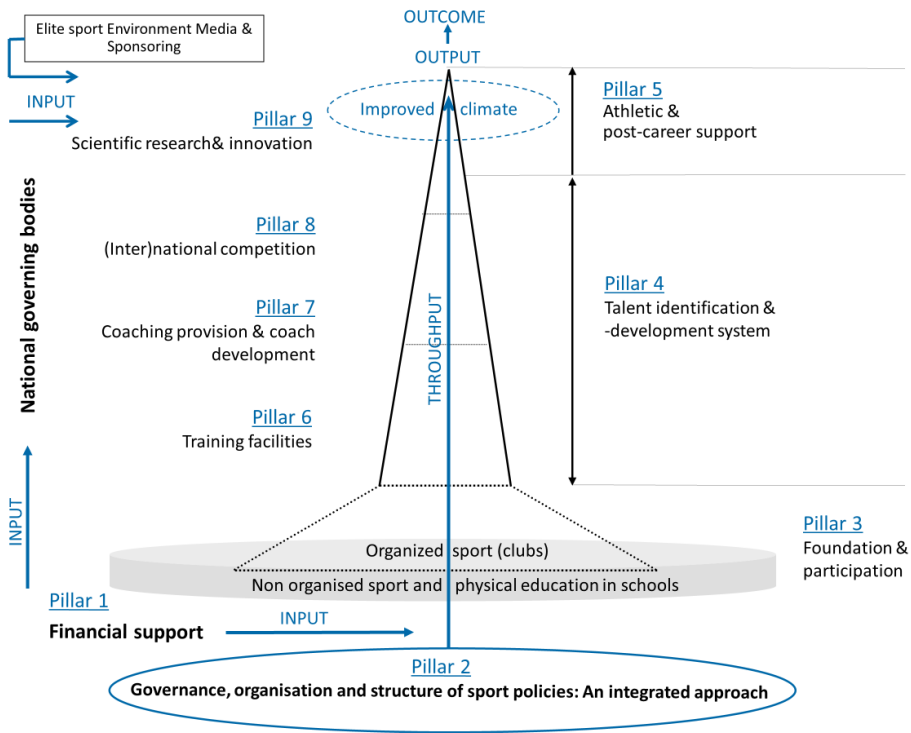 OUTCOME
Elite sport Environment Media &
Sponsoring
OUTPUT
INPUT
Improved climate
Pillar 5
Athletic &
post-career support
Pillar 9
Scientific research& innovation
National governing bodies
Pillar 8
(Inter)national competition
Pillar 7
Coaching provision & coach
development
THROUGHPUT
Pillar 4
Talent identification &
-development system
Pillar 6
Training facilities
INPUT
Pillar 3
Foundation &
participation
Organized sport (clubs)
Non organised sport and physical education in schools
Pillar 1
Financial support
INPUT
Pillar 2
Governance, organisation and structure of sport policies: An integrated approach